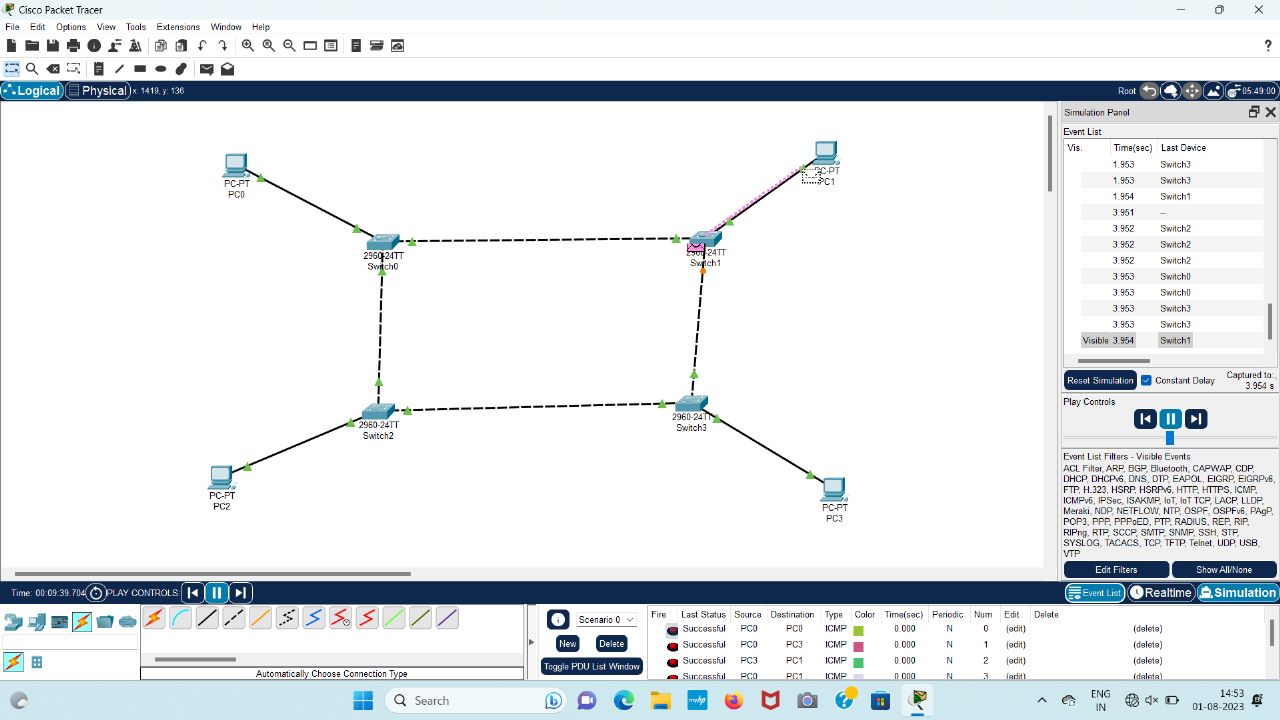 Cisco Packet Tracer
File Edit Options View Tools Extensions Window Help
Logical Physical x: 1419, y: 136 Root 05:49:00
PC-PT
PC0
PC-PT
PC1
2960-24TT
Switch0
2960-24TT
Switch1
2960-24TT
Switch2
2960-24TT
Switch3
PC-PT
PC2
PC-PT
PC3
Simulation Panel
Event List
Vis. Time(sec) Last Device
1.953 Switch3
1.953 Switch3
1.954 Switch1
3.951 --
3.952 Switch2
3.952 Switch2
3.952 Switch2
3.953 Switch0
3.953 Switch0
3.953 Switch3
3.953 Switch3
Visible 3.954 Switch1
Reset Simulation Constant Delay Captured to:
3.954 s
Play Controls
Event List Filters - Visible Events
ACL Filter, ARP, BGP, Bluetooth, CAPWAP, CDP,
DHCP, DHCPv6, DNS, DTP, EAPOL, EIGRP, EIGRPv6,
FTP, H.323, HSRP, HSRPv6, HTTP, HTTPS, ICMP,
ICMPv6, IPSec, ISAKMP, IoT, IoT TCP, LACP, LLDP,
Meraki, NDP, NETFLOW, NTP, OSPF, OSPFv6, PAgP,
POP3, PPP, PPPoED, PTP, RADIUS, REP, RIP,
RIPng, RTP, SCCP, SMTP, SNMP, SSH, STP,
SYSLOG, TACACS, TCP, TFTP, Telnet, UDP, USB,
VTP
Edit Filters Show All/None
Time: 00:09:39.704 PLAY CONTROLS: Event List Realtime Simulation
Automatically Choose Connection Type
Scenario 0
New Delete
Toggle PDU List Window
Fire Last Status Source Destination Type Color Time(sec) Periodic Num Edit Delete
Successful PC0 PC0 ICMP 0.000 N 0 (edit) (delete)
Successful PC0 PC3 ICMP 0.000 N 1 (edit) (delete)
Successful PC3 PC1 ICMP 0.000 N 2 (edit) (delete)
Successful PC0 PC1 ICMP 0.000 N 3 (edit) (delete)
Search
myhp
ENG
IN
14:53
01-08-2023